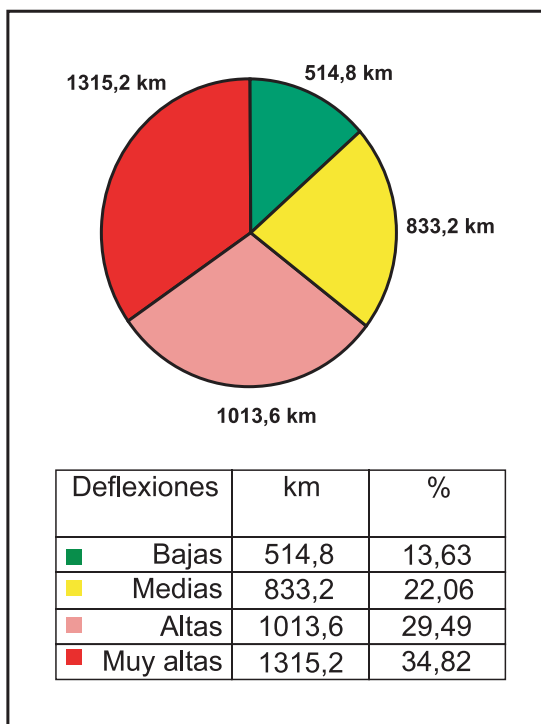 1315,2 km
514,8 km
833,2 km
1013,6 km
Deflexiones km %
Bajas 514,8 13,63
Medias 833,2 22,06
Altas 1013,6 29,49
Muy altas 1315,2 34,82